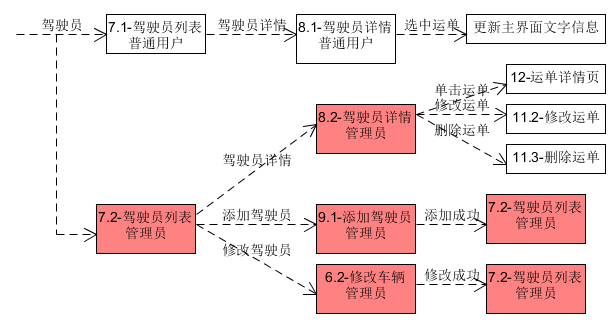 驾驶员
7.1-驾驶员列表
普通用户
驾驶员详情
8.1-驾驶员详情
普通用户
选中运单
更新主界面文字信息
12-运单详情页
单击运单
8.2-驾驶员详情
管理员
修改运单
11.2-修改运单
删除运单
驾驶员详情
11.3-删除运单
7.2-驾驶员列表
管理员
添加驾驶员
9.1-添加驾驶员
管理员
添加成功
7.2-驾驶员列表
管理员
修改驾驶员
6.2-修改车辆
管理员
修改成功
7.2-驾驶员列表
管理员